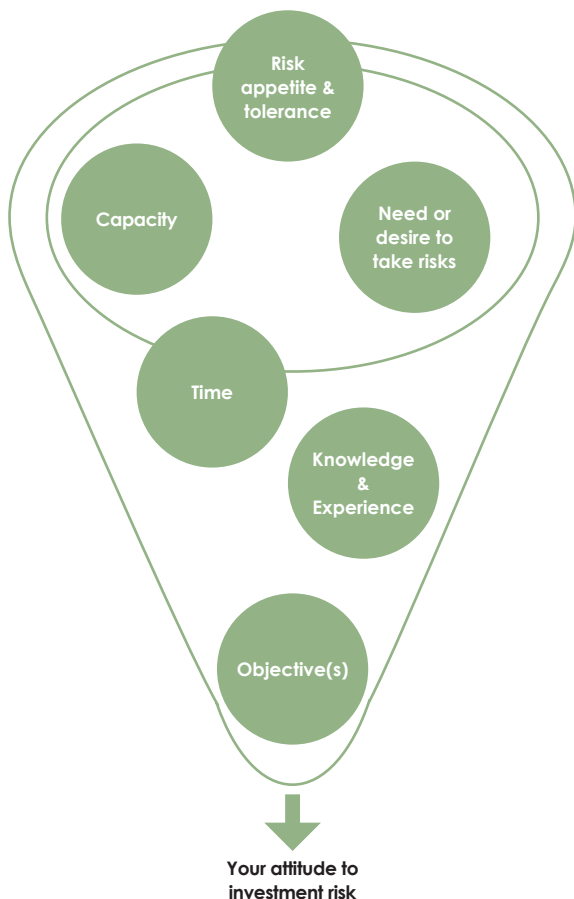 Risk
appetite &
tolerance
Capacity
Need or
desire to
take risks
Time
Knowledge
&
Experience
Objective(s)
Your attitude to
investment risk